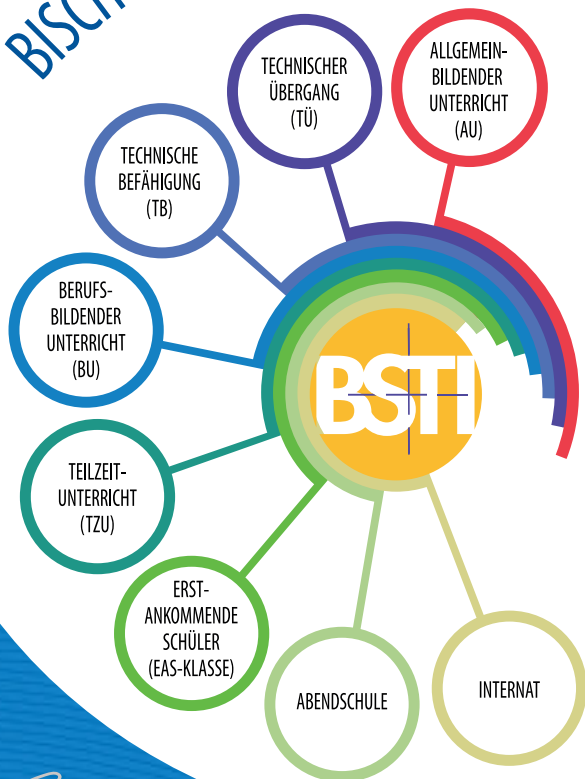 BISCH
TECHNISCHER
ÜBERGANG
(TÜ)
ALLGEMEIN-
BILDENDER
UNTERRICHT
(AU)
TECHNISCHE
BEFÄHIGUNG
(TB)
BERUFS-
BILDENDER
UNTERRICHT
(BU)
BSTI
TEILZEIT-
UNTERRICHT
(TZU)
ERST-
ANKOMMENDE
SCHÜLER
(EAS-KLASSE)
ABENDSCHULE
INTERNAT